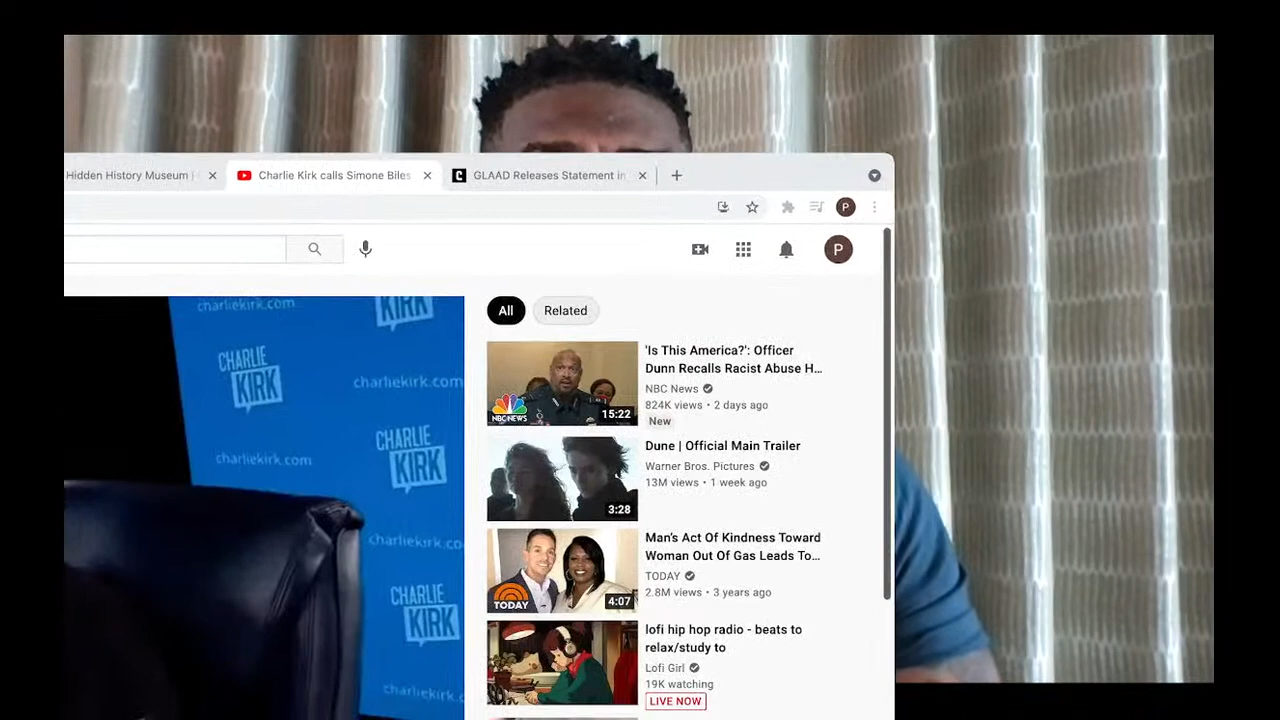 Hidden History Museum |
Charlie Kirk calls Simone Biles
GLAAD Releases Statement in
P
P
charliekirk.com
KIRK
CHARLIE
KIRK
charliekirk.com
CHARLIE
KIRK
charliekirk.com
charliekirk.co
CHARLIE
KIRK
charliekirk.c
All
Related
'Is This America?': Officer
Dunn Recalls Racist Abuse H...
NBC News
824K views • 2 days ago
New
NBC NEWS
15:22
Dune | Official Main Trailer
Warner Bros. Pictures
13M views • 1 week ago
3:28
Man's Act Of Kindness Toward
Woman Out Of Gas Leads To...
TODAY
2.8M views • 3 years ago
TODAY
4:07
lofi hip hop radio - beats to
relax/study to
Lofi Girl
19K watching
LIVE NOW